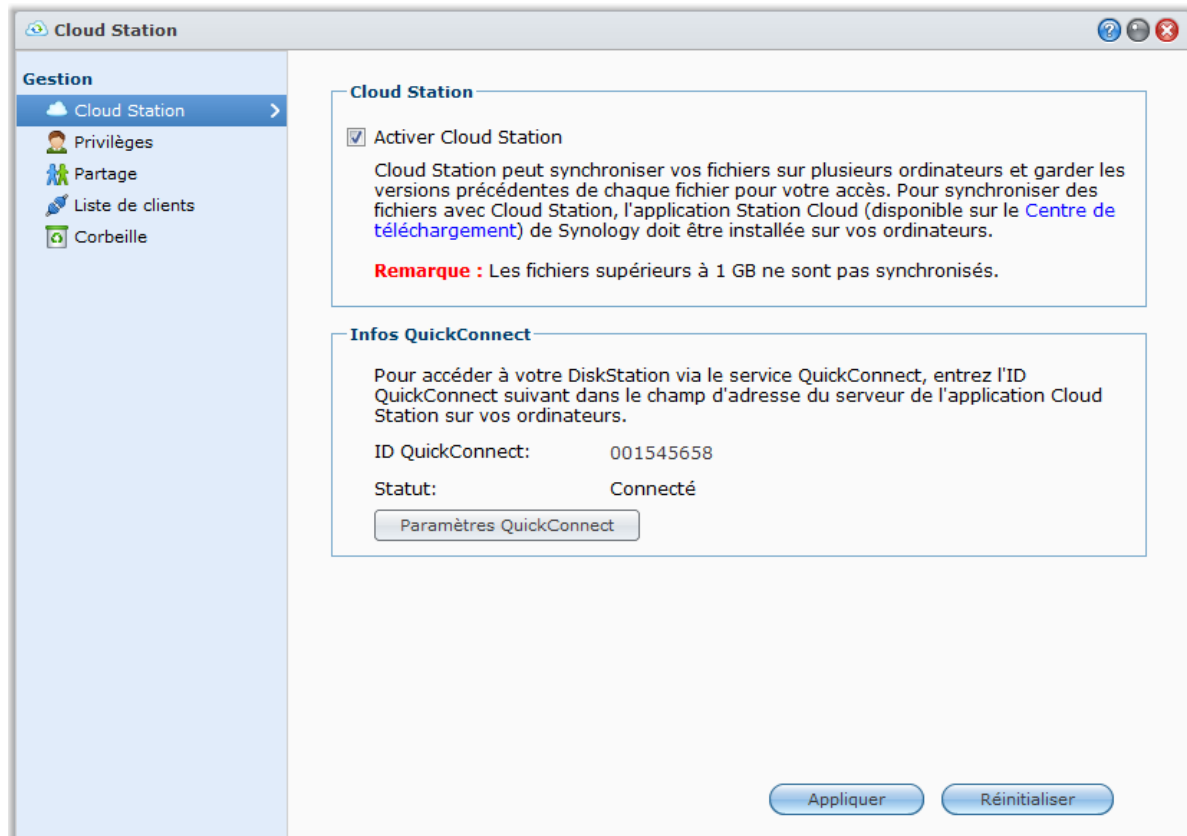 Cloud Station
Gestion
Cloud Station
Privilèges
Partage
Liste de clients
Corbeille
Cloud Station
Activer Cloud Station
Cloud Station peut synchroniser vos fichiers sur plusieurs ordinateurs et garder les
versions précédentes de chaque fichier pour votre accès. Pour synchroniser des
fichiers avec Cloud Station, l'application Station Cloud (disponible sur le Centre de
téléchargement) de Synology doit être installée sur vos ordinateurs.
Remarque : Les fichiers supérieurs à 1 GB ne sont pas synchronisés.
Infos QuickConnect
Pour accéder à votre DiskStation via le service QuickConnect, entrez l'ID
QuickConnect suivant dans le champ d'adresse du serveur de l'application Cloud
Station sur vos ordinateurs.
ID QuickConnect: 001545658
Statut: Connecté
Paramètres QuickConnect
Appliquer Réinitialiser